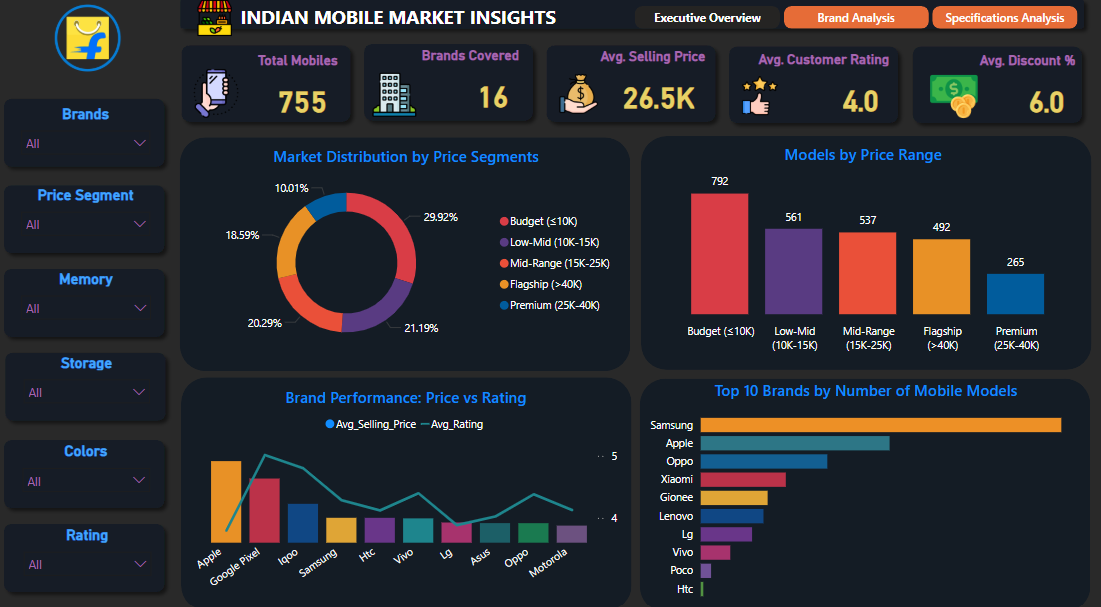 INDIAN MOBILE MARKET INSIGHTS
Executive Overview
Brand Analysis
Specifications Analysis
Total Mobiles
755
Brands Covered
16
Avg. Selling Price
26.5K
Avg. Customer Rating
4.0
Avg. Discount %
6.0
Brands
All
Price Segment
All
Memory
All
Storage
All
Colors
All
Rating
All
Market Distribution by Price Segments
10.01%
29.92%
18.59%
20.29%
21.19%
Budget (≤10K)
Low-Mid (10K-15K)
Mid-Range (15K-25K)
Flagship (>40K)
Premium (25K-40K)
Models by Price Range
792
561
537
492
265
Budget (≤10K)
Low-Mid
(10K-15K)
Mid-Range
(15K-25K)
Flagship
(>40K)
Premium
(25K-40K)
Brand Performance: Price vs Rating
Avg_Selling_Price
Avg_Rating
5
4
Apple
Google Pixel
Iqoo
Samsung
Htc
Vivo
Lg
Asus
Oppo
Motorola
Top 10 Brands by Number of Mobile Models
Samsung
Apple
Oppo
Xiaomi
Gionee
Lenovo
Lg
Vivo
Poco
Htc